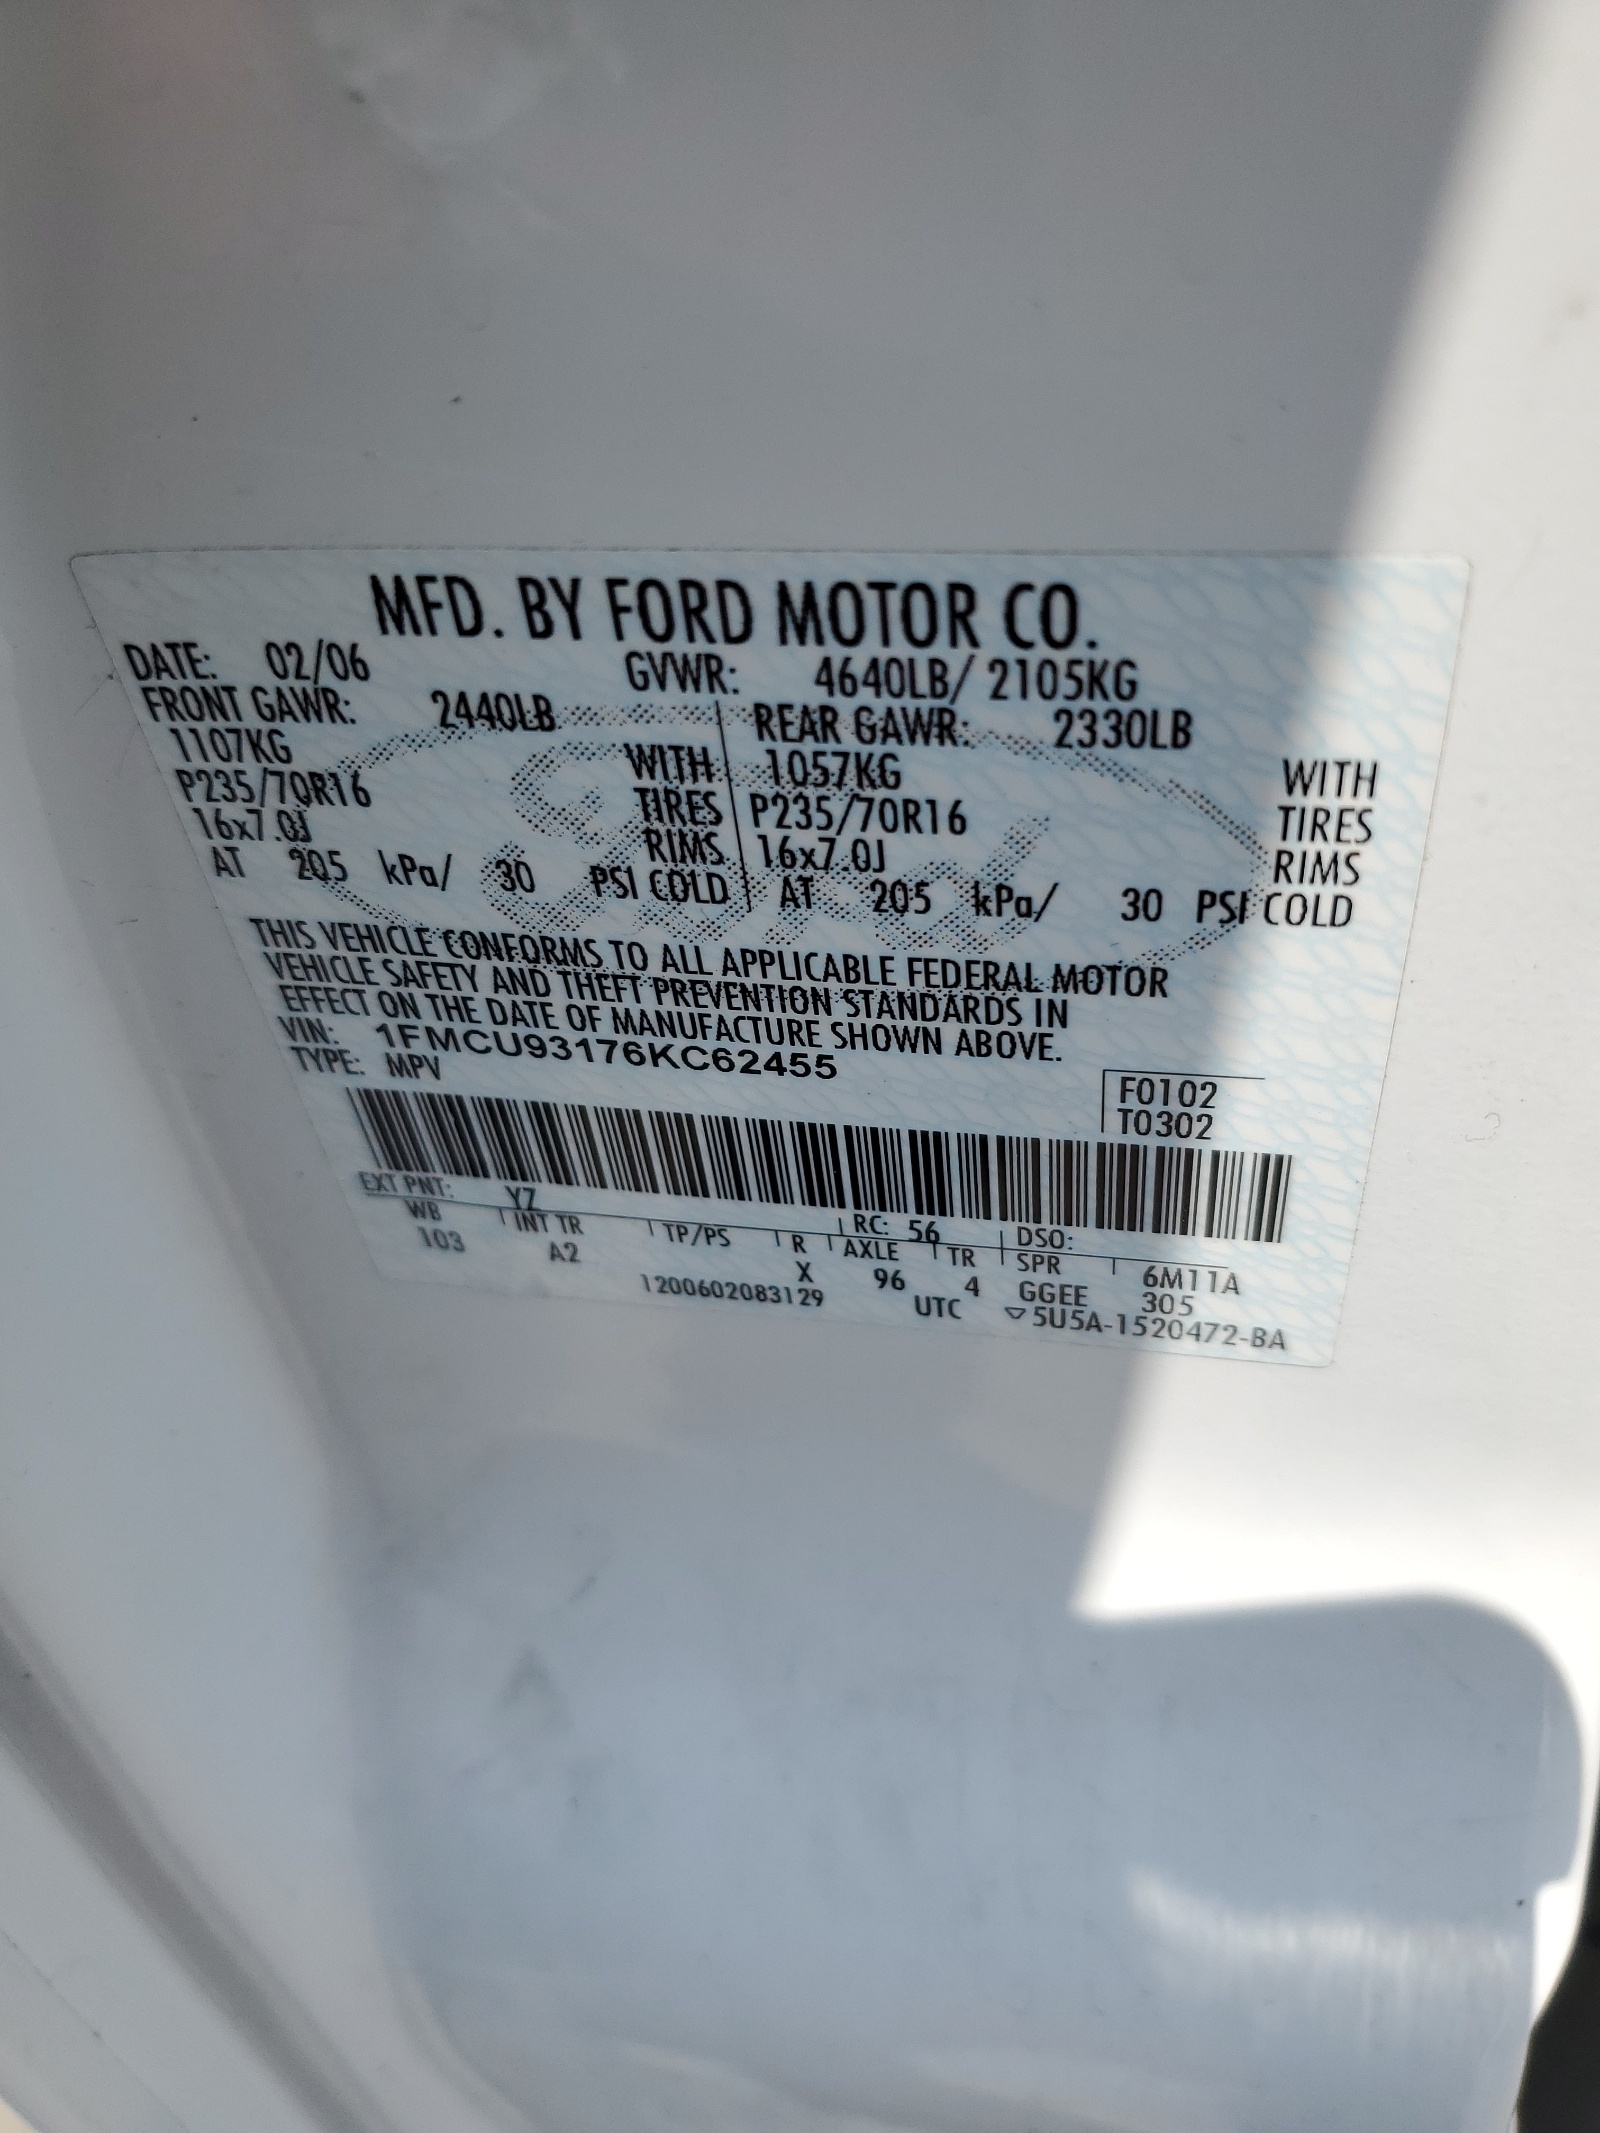 MFD. BY FORD MOTOR CO.
DATE: 02/06 GVWR: 4640LB/ 2105KG
FRONT GAWR: 2440LB REAR GAWR: 2330LB
1107KG WITH 1057KG WITH
P235/70R16 TIRES P235/70R16 TIRES
16x7.0J RIMS 16x7.0J RIMS
AT 205 kPa/ 30 PSI COLD AT 205 kPa/ 30 PSI COLD
Ford
THIS VEHICLE CONFORMS TO ALL APPLICABLE FEDERAL MOTOR
VEHICLE SAFETY AND THEFT PREVENTION STANDARDS IN
EFFECT ON THE DATE OF MANUFACTURE SHOWN ABOVE.
VIN: 1FMCU93176KC62455
TYPE: MPV
F0102
T0302
EXT PNT: YZ RC: 56 DSO:
WB INT TR TP/PS R AXLE TR SPR 6M11A
103 A2 X 96 4 GGEE 305
1200602083129 UTC ▽5U5A-1520472-BA